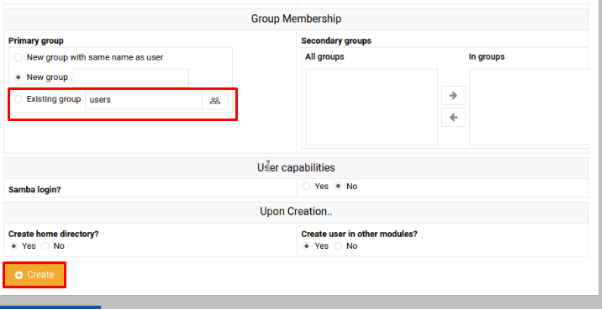 Group Membership
Primary group
Secondary groups
New group with same name as user
All groups
In groups
New group
Existing group
users
User capabilities
Samba login?
Yes No
Upon Creation..
Create home directory?
Create user in other modules?
Yes No
Yes No
Create